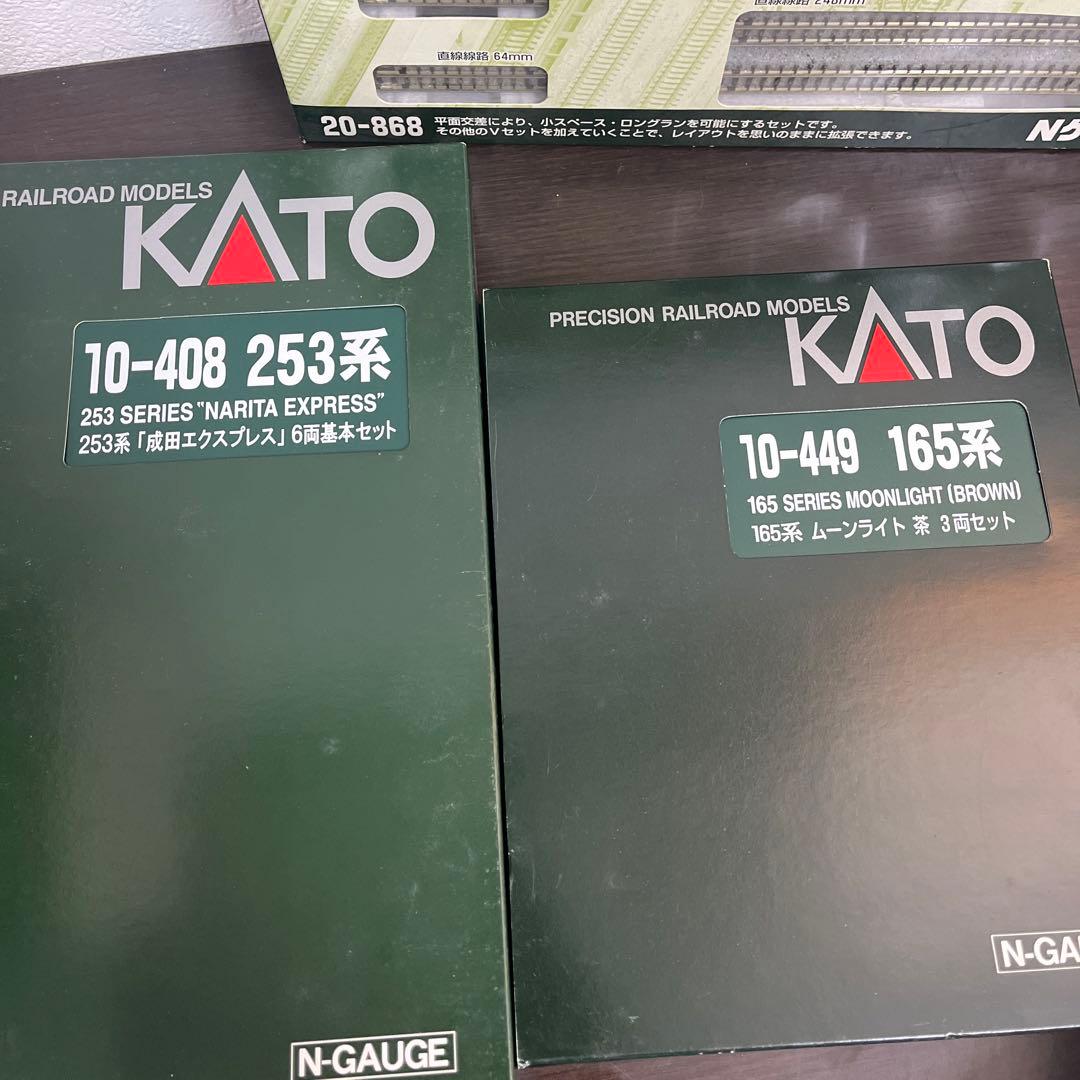 直線線路 248mm
直線線路 64mm
20-868
平面交差により、小スペース・ロングランを可能にするセットです。
その他のVセットを加えていくことで、レイアウトを思いのままに拡張できます。
RAILROAD MODELS
KATO
10-408 253系
253 SERIES "NARITA EXPRESS"
253系「成田エクスプレス」6両基本セット
N-GAUGE
PRECISION RAILROAD MODELS
KATO
10-449 165系
165 SERIES MOONLIGHT (BROWN)
165系 ムーンライト 茶 3両セット
N-GA